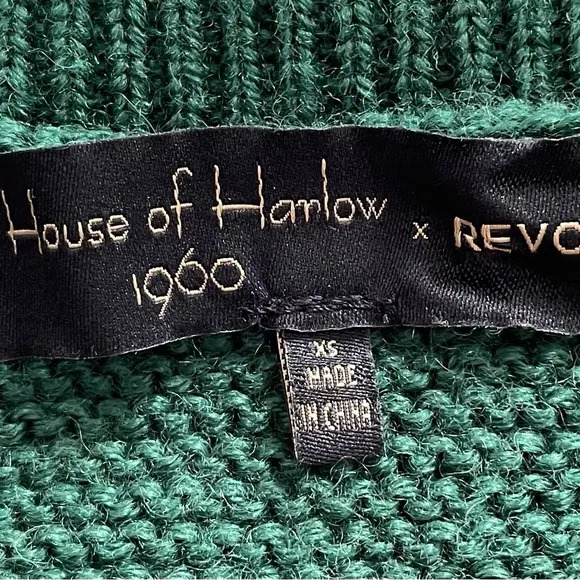 House of Harlow x REVO
1960
XS
MADE
IN CHINA